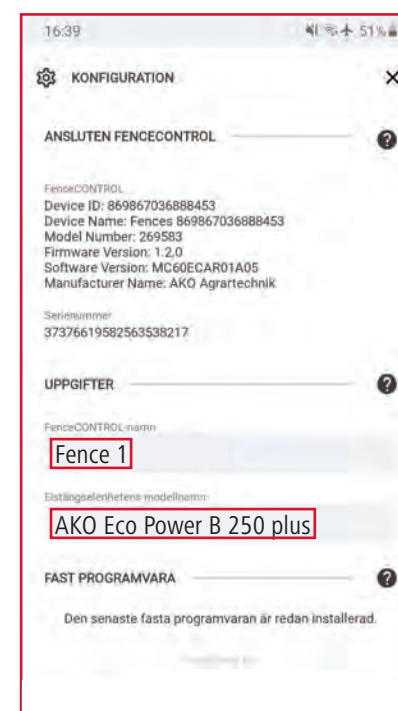 16:39 51%
KONFIGURATION
ANSLUTEN FENCECONTROL
FenceCONTROL
Device ID: 869867036888453
Device Name: Fences 869867036888453
Model Number: 269583
Firmware Version: 1.2.0
Software Version: MC60ECAR01A05
Manufacturer Name: AKO Agrartechnik
Serienummer
37376619582563538217
UPPGIFTER
FenceCONTROL-namn
Fence 1
Elstängselenhetens modellnamn
AKO Eco Power B 250 plus
FAST PROGRAMVARA
Den senaste fasta programvaran är redan installerad.